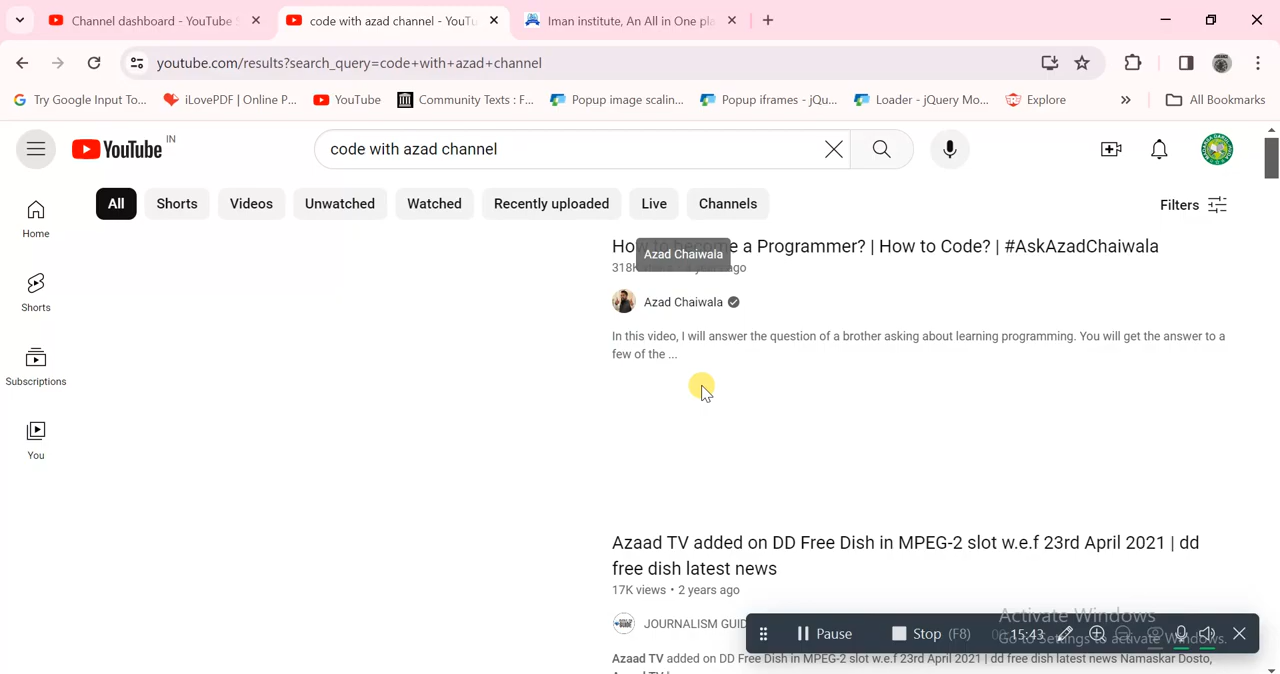 Channel dashboard - YouTube S
code with azad channel - YouTu
Iman institute, An All in One pla
youtube.com/results?search_query=code+with+azad+channel
Try Google Input To...
iLovePDF | Online P...
YouTube
Community Texts : F...
Popup image scalin...
Popup iframes - jQu...
Loader - jQuery Mo...
Explore
»
All Bookmarks
YouTube IN
code with azad channel
All
Shorts
Videos
Unwatched
Watched
Recently uploaded
Live
Channels
Filters
Home
Shorts
Subscriptions
You
How to become a Programmer? | How to Code? | #AskAzadChaiwala
Azad Chaiwala
318K ago
Azad Chaiwala
In this video, I will answer the question of a brother asking about learning programming. You will get the answer to a
few of the ...
Azaad TV added on DD Free Dish in MPEG-2 slot w.e.f 23rd April 2021 | dd
free dish latest news
17K views • 2 years ago
JOURNALISM GUID
Pause
Stop (F8)
15:43
Activate Windows
Go to Settings to activate Windows.
Azaad TV added on DD Free Dish in MPEG-2 slot w.e.f 23rd April 2021 | dd free dish latest news Namaskar Dosto,